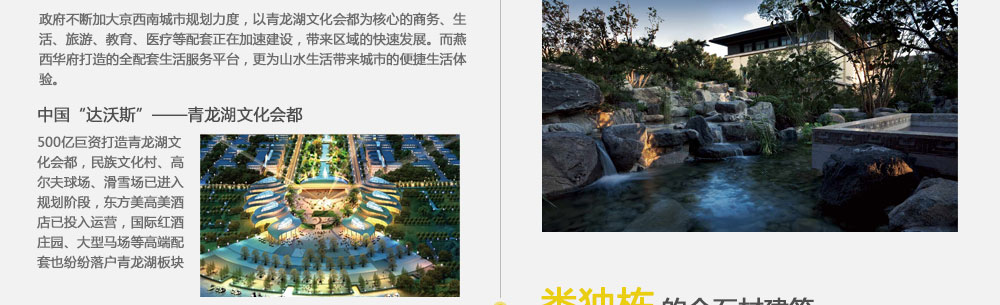 政府不断加大京西南城市规划力度，以青龙湖文化会都为核心的商务、生
活、旅游、教育、医疗等配套正在加速建设，带来区域的快速发展。而燕
西华府打造的全配套生活服务平台，更为山水生活带来城市的便捷生活体
验。
中国“达沃斯”——青龙湖文化会都
500亿巨资打造青龙湖文
化会都，民族文化村、高
尔夫球场、滑雪场已进入
规划阶段，东方美高美酒
店已投入运营，国际红酒
庄园、大型马场等高端配
套也纷纷落户青龙湖板块
类独栋 的全石材建筑